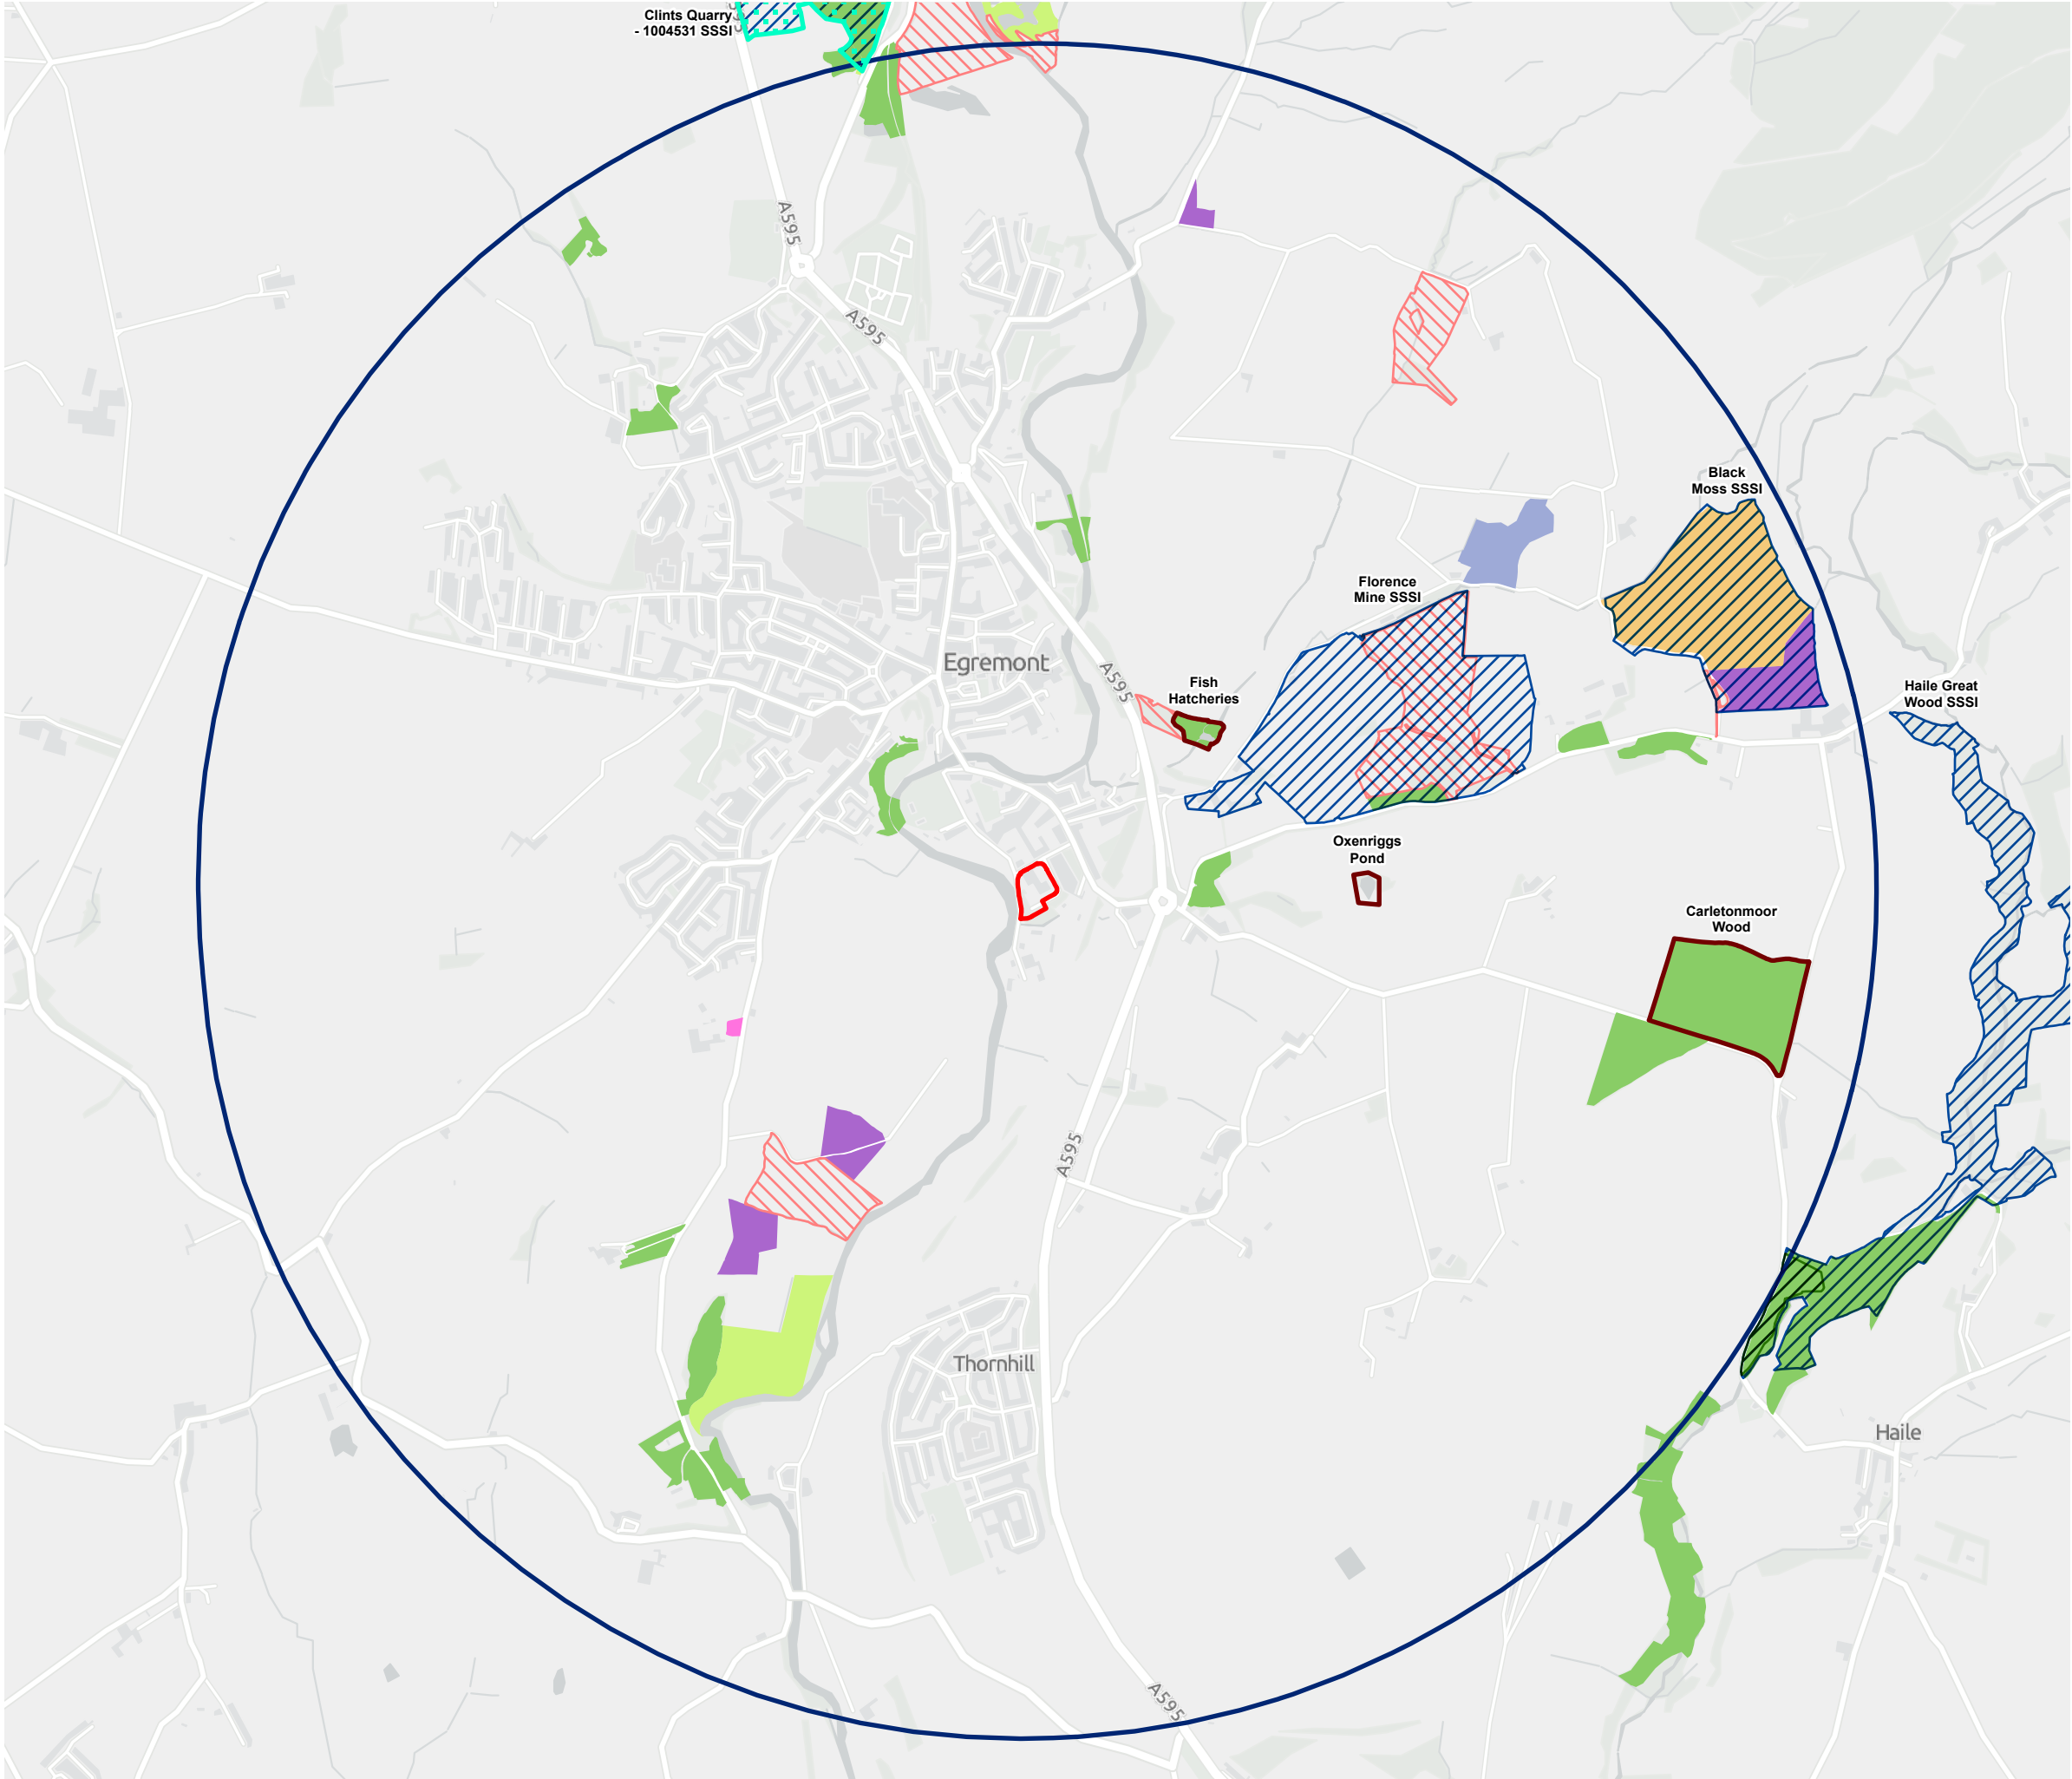 Clints Quarry
- 1004531 SSSI
A595
A595
A595
Black
Moss SSSI
Florence
Mine SSSI
Egremont
A595
Fish
Hatcheries
Haile Great
Wood SSSI
Oxenriggs
Pond
Carletonmoor
Wood
A595
Thornhill
Haile
A595